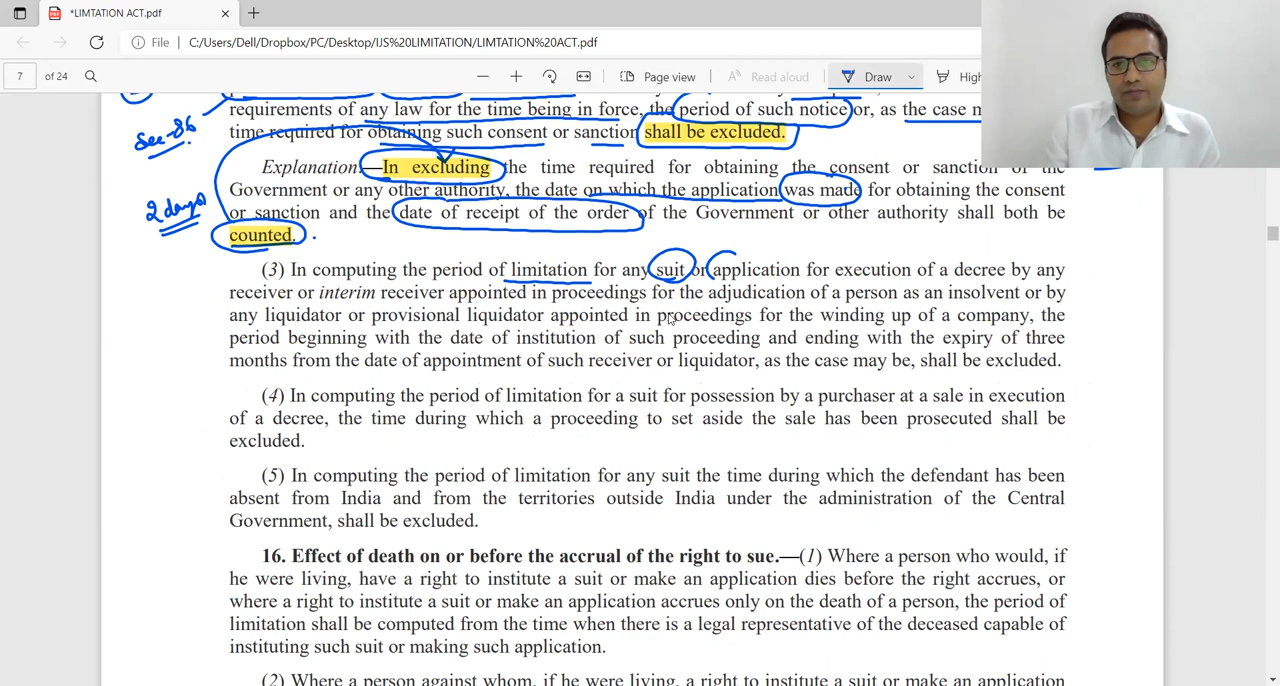 *LIMTATION ACT.pdf
File C:/Users/Dell/Dropbox/PC/Desktop/IJS%20LIMITATION/LIMTATION%20ACT.pdf
7 of 24 Page view Read aloud Draw High
requirements of any law for the time being in force, the period of such notice or, as the case m
time required for obtaining such consent or sanction shall be excluded.
Sec-86
Explanation.—In excluding the time required for obtaining the consent or sanction of the
Government or any other authority, the date on which the application was made for obtaining the consent
2 days
or sanction and the date of receipt of the order of the Government or other authority shall both be
counted.
(3) In computing the period of limitation for any suit or application for execution of a decree by any
receiver or interim receiver appointed in proceedings for the adjudication of a person as an insolvent or by
any liquidator or provisional liquidator appointed in proceedings for the winding up of a company, the
period beginning with the date of institution of such proceeding and ending with the expiry of three
months from the date of appointment of such receiver or liquidator, as the case may be, shall be excluded.
(4) In computing the period of limitation for a suit for possession by a purchaser at a sale in execution
of a decree, the time during which a proceeding to set aside the sale has been prosecuted shall be
excluded.
(5) In computing the period of limitation for any suit the time during which the defendant has been
absent from India and from the territories outside India under the administration of the Central
Government, shall be excluded.
16. Effect of death on or before the accrual of the right to sue.—(1) Where a person who would, if
he were living, have a right to institute a suit or make an application dies before the right accrues, or
where a right to institute a suit or make an application accrues only on the death of a person, the period of
limitation shall be computed from the time when there is a legal representative of the deceased capable of
instituting such suit or making such application.
(2) Where a person against whom, if he were living, a right to institute a suit or make an application